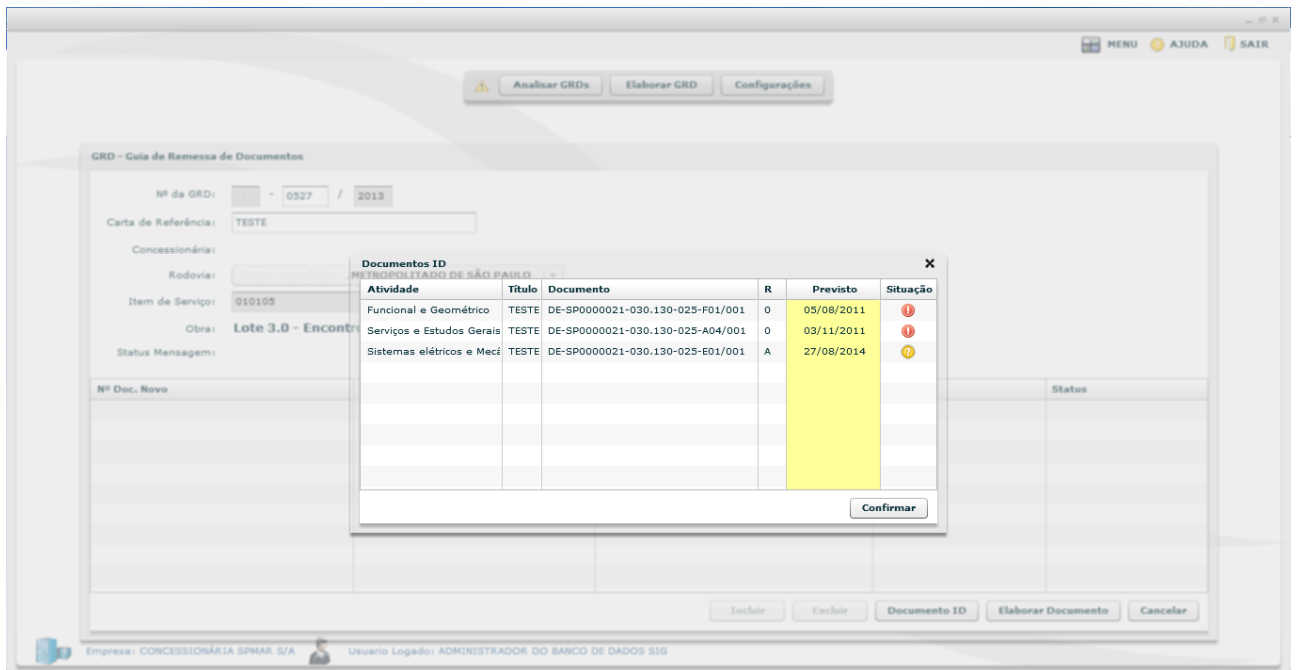 MENU AJUDA SAIR
Analisar GRDs Elaborar GRD Configurações
GRD - Guia de Remessa de Documentos
Nº da GRD: - 0527 / 2013
Carta de Referência: TESTE
Concessionária:
Rodovia: METROPOLITADO DE SÃO PAULO
Item de Serviço: 010105
Obra: Lote 3.0 - Encontro
Status Mensagem:
Nº Doc. Novo Status
Documentos ID
Atividade Título Documento R Previsto Situação
Funcional e Geométrico TESTE DE-SP0000021-030.130-025-F01/001 0 05/08/2011
Serviços e Estudos Gerais TESTE DE-SP0000021-030.130-025-A04/001 0 03/11/2011
Sistemas elétricos e Mecá TESTE DE-SP0000021-030.130-025-E01/001 A 27/08/2014
Confirmar
Incluir Excluir Documento ID Elaborar Documento Cancelar
Empresa: CONCESSIONÁRIA SPMAR S/A Usuario Logado: ADMINISTRADOR DO BANCO DE DADOS SIG